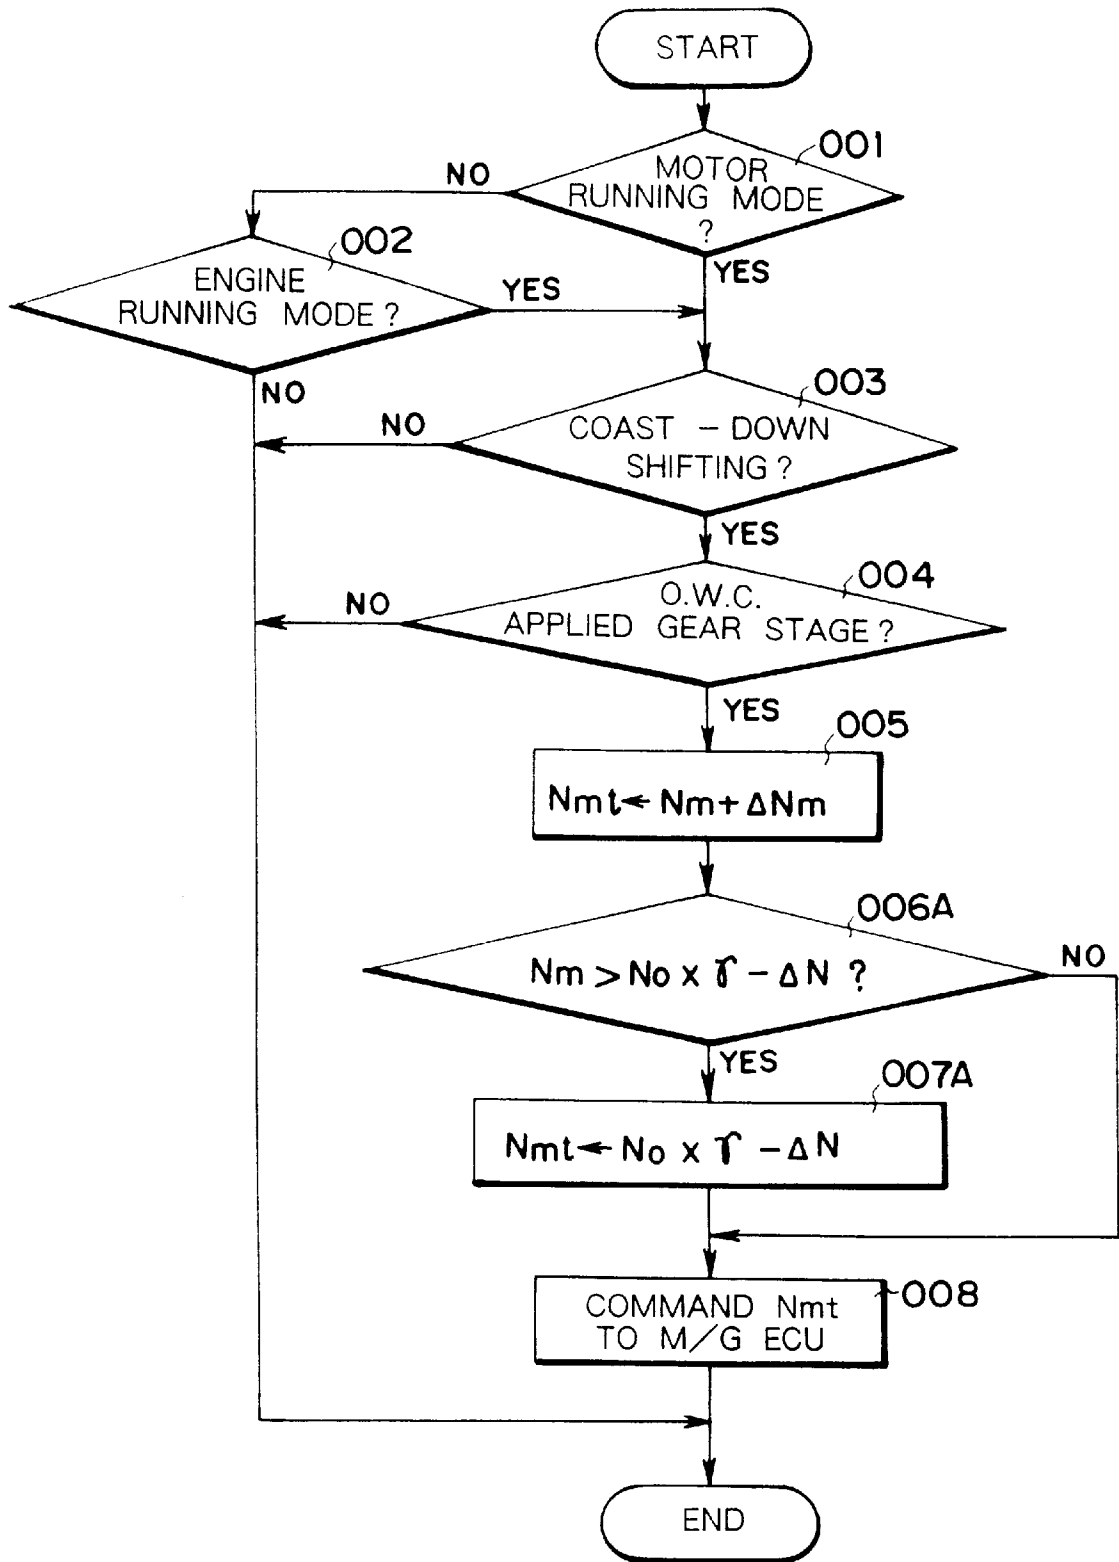 START
001
MOTOR
RUNNING MODE
?
NO
YES
002
ENGINE
RUNNING MODE ?
YES
NO
003
COAST – DOWN
SHIFTING ?
NO
YES
004
O.W.C.
APPLIED GEAR STAGE ?
NO
YES
005
Nmt ← Nm + ΔNm
006A
Nm > No x γ – ΔN ?
NO
YES
007A
Nmt ← No x γ – ΔN
008
COMMAND Nmt
TO M/G ECU
END